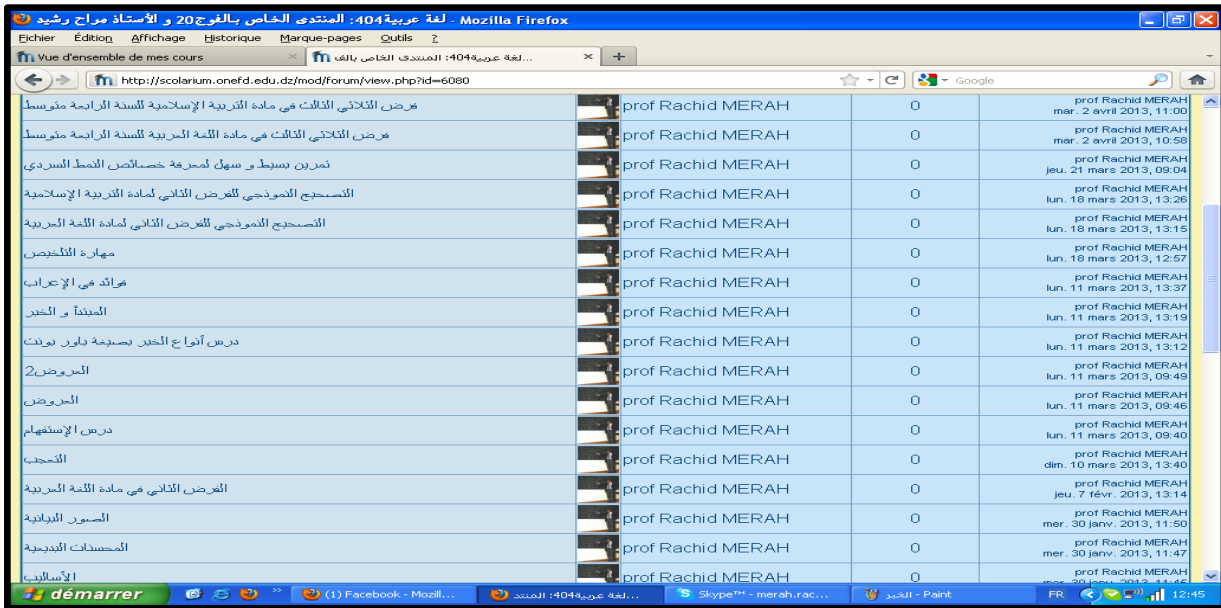 لغة عربية404: المنتدى الخاص بالفوج20 و الأستاذ مراح رشيد - Mozilla Firefox
Eichier Édition Affichage Historique Marque-pages Outils ?
Vue d'ensemble de mes cours
لغة عربية404: المنتدى الخاص بالف...
http://scolarium.onefd.edu.dz/mod/forum/view.php?id=6080
Google
فرض الثلاثي الثالث في مادة التربية الإسلامية للسنة الرابعة متوسط prof Rachid MERAH 0 prof Rachid MERAH
mar. 2 avril 2013, 11:00
فرض الثلاثي الثالث في مادة اللغة العربية للسنة الرابعة متوسط prof Rachid MERAH 0 prof Rachid MERAH
mar. 2 avril 2013, 10:58
تمرين بسيط و سهل لمعرفة خصائص النمط السردي prof Rachid MERAH 0 prof Rachid MERAH
jeu. 21 mars 2013, 09:04
التصحيح النموذجي للفرض الثاني لمادة التربية الإسلامية prof Rachid MERAH 0 prof Rachid MERAH
lun. 18 mars 2013, 13:26
التصحيح النموذجي للفرض الثاني لمادة اللغة العربية prof Rachid MERAH 0 prof Rachid MERAH
lun. 18 mars 2013, 13:15
مهارة التلخيص prof Rachid MERAH 0 prof Rachid MERAH
lun. 18 mars 2013, 12:57
فوائد في الإعراب prof Rachid MERAH 0 prof Rachid MERAH
lun. 11 mars 2013, 13:37
المبتدأ و الخبر prof Rachid MERAH 0 prof Rachid MERAH
lun. 11 mars 2013, 13:19
درس أنواع الخبر بصيغة باور بونت prof Rachid MERAH 0 prof Rachid MERAH
lun. 11 mars 2013, 13:12
العروض2 prof Rachid MERAH 0 prof Rachid MERAH
lun. 11 mars 2013, 09:49
العروض prof Rachid MERAH 0 prof Rachid MERAH
lun. 11 mars 2013, 09:46
درس الإستفهام prof Rachid MERAH 0 prof Rachid MERAH
lun. 11 mars 2013, 09:40
التعجب prof Rachid MERAH 0 prof Rachid MERAH
dim. 10 mars 2013, 13:40
الفرض الثاني في مادة اللغة العربية prof Rachid MERAH 0 prof Rachid MERAH
jeu. 7 févr. 2013, 13:14
الصور البيانية prof Rachid MERAH 0 prof Rachid MERAH
mer. 30 janv. 2013, 11:50
المحسنات البديعية prof Rachid MERAH 0 prof Rachid MERAH
mer. 30 janv. 2013, 11:47
الأساليب prof Rachid MERAH 0 prof Rachid MERAH
démarrer (1) Facebook - Mozill... لغة عربية404: المنتد... Skype™ - merah.rac... الخبر - Paint FR 12:45